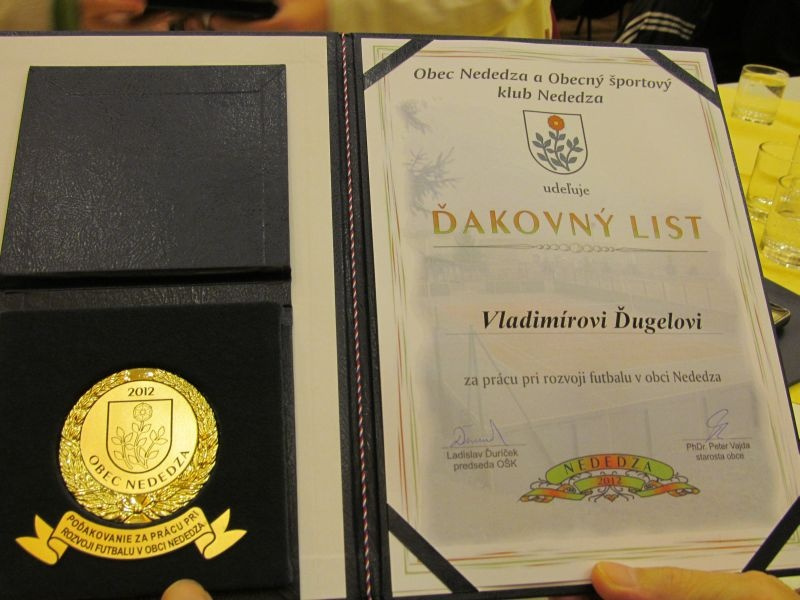 2012
OBEC NEDEDZA
POĎAKOVANIE ZA PRÁCU PRI
ROZVOJI FUTBALU V OBCI NEDEDZA
Obec Nededza a Obecný športový
klub Nededza
udeľuje
ĎAKOVNÝ LIST
Vladimírovi Ďugelovi
za prácu pri rozvoji futbalu v obci Nededza
Ladislav Ďuriček
predseda OŠK
PhDr. Peter Vajda
starosta obce
NEDEDZA
2012